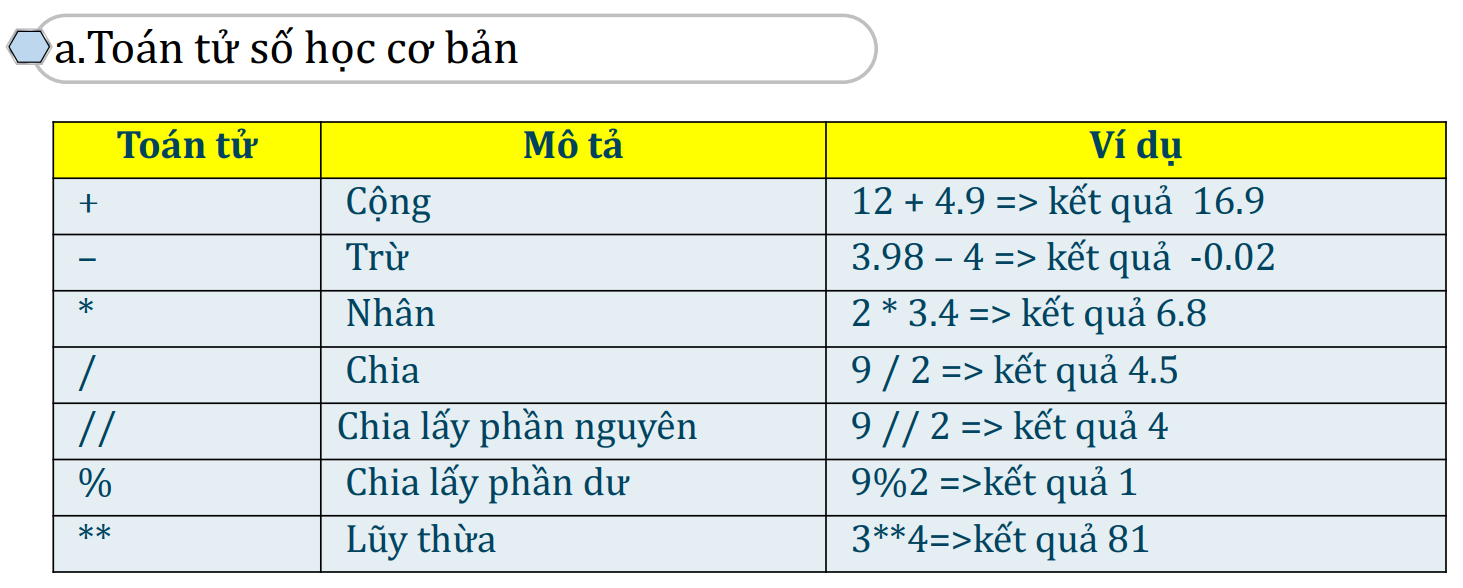 a.Toán tử số học cơ bản
Toán tử Mô tả Ví dụ
+ Cộng 12 + 4.9 => kết quả 16.9
– Trừ 3.98 – 4 => kết quả -0.02
* Nhân 2 * 3.4 => kết quả 6.8
/ Chia 9 / 2 => kết quả 4.5
// Chia lấy phần nguyên 9 // 2 => kết quả 4
% Chia lấy phần dư 9%2 =>kết quả 1
** Lũy thừa 3**4=>kết quả 81